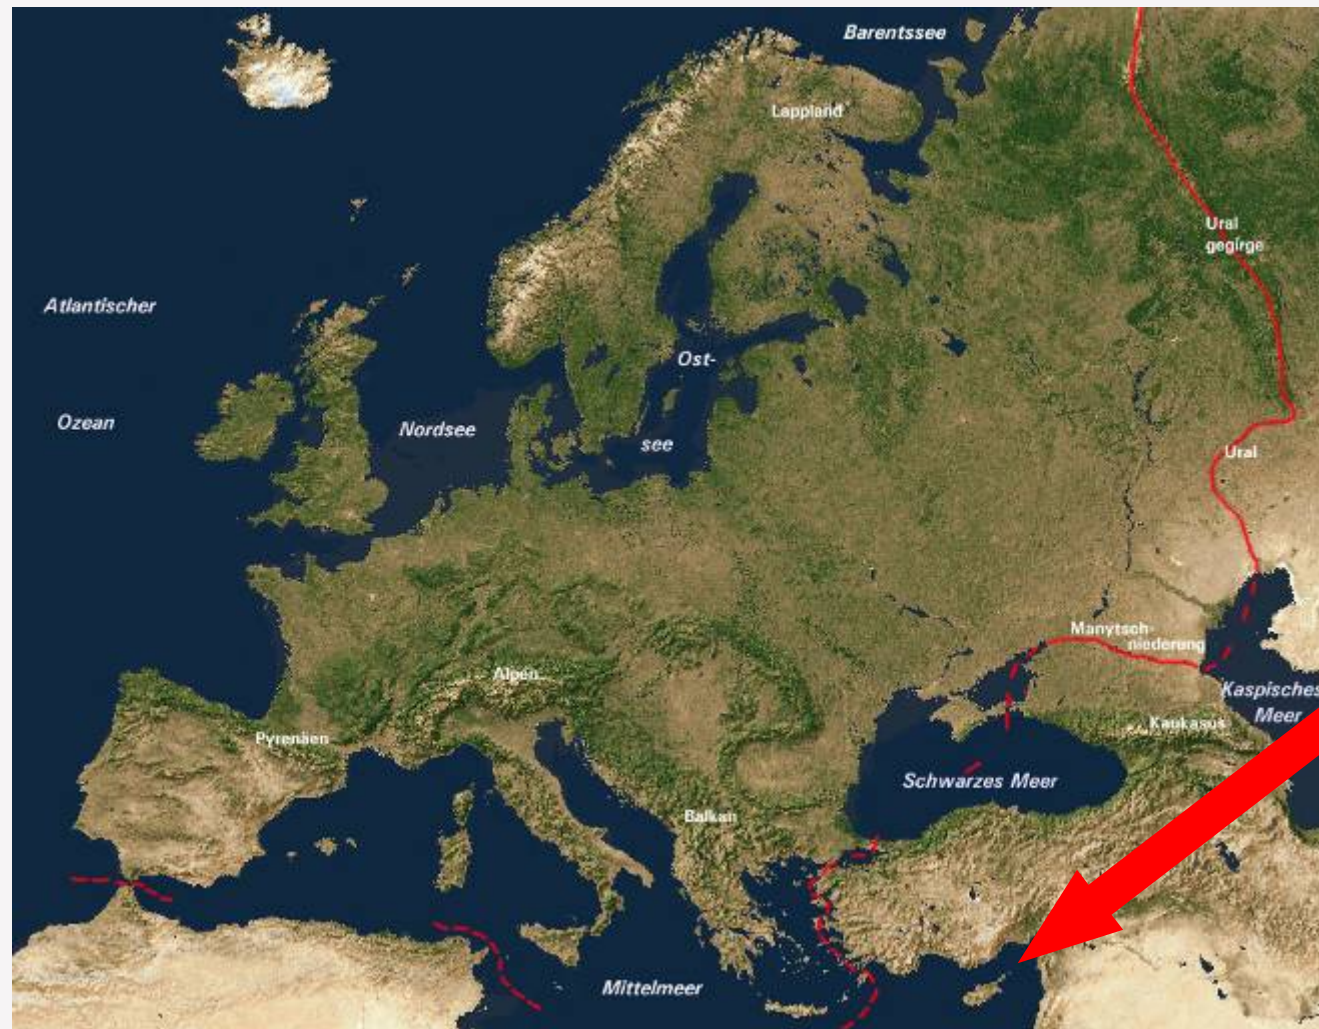 Barentssee
Lappland
Ural
gegirge
Atlantischer
Ozean
Nordsee
Ost-
see
Ural
Manytsch-
niederung
Kaspisches
Meer
Kaukasus
Alpen
Pyrenäen
Schwarzes Meer
Balkan
Mittelmeer